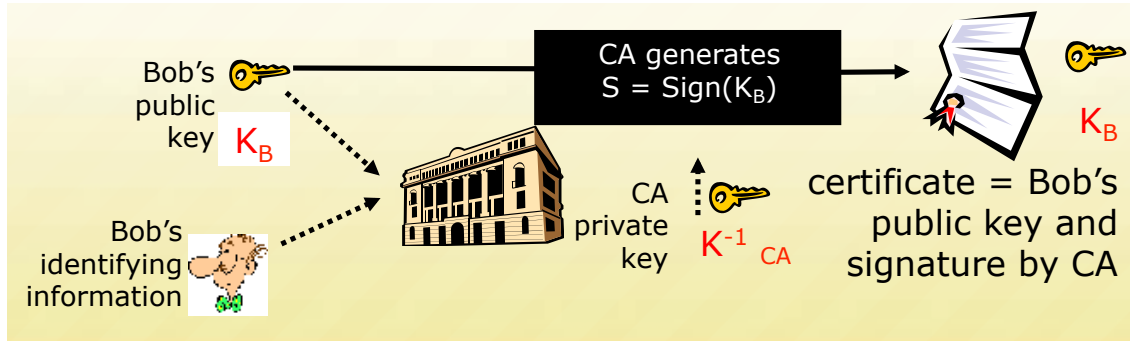 Bob's
public
key
K_B
CA generates
S = Sign(K_B)
K_B
Bob's
identifying
information
CA
private
key
K^-1 _CA
certificate = Bob's
public key and
signature by CA